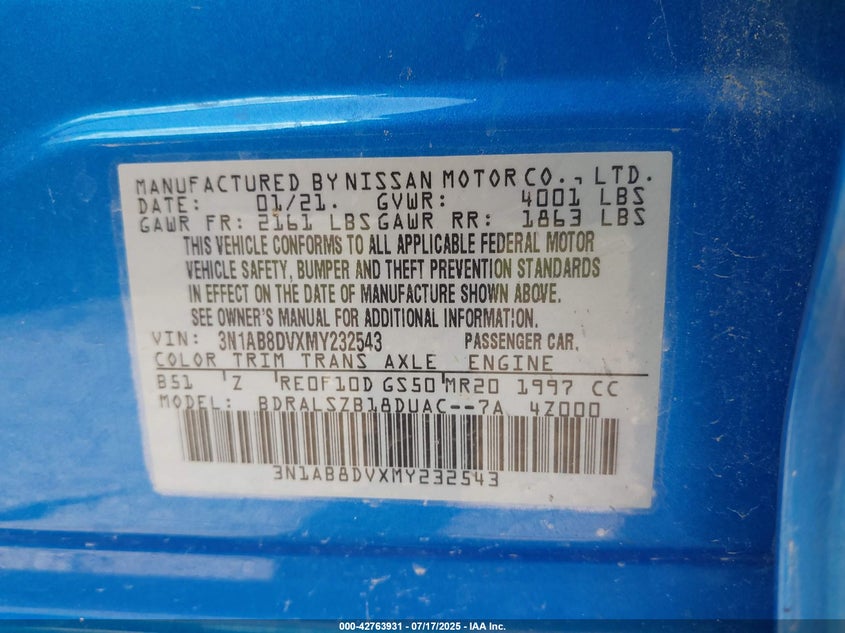 MANUFACTURED BY NISSAN MOTOR CO., LTD.
DATE: 01/21. GVWR: 4001 LBS
GAWR FR: 2161 LBS GAWR RR: 1863 LBS
THIS VEHICLE CONFORMS TO ALL APPLICABLE FEDERAL MOTOR
VEHICLE SAFETY, BUMPER AND THEFT PREVENTION STANDARDS
IN EFFECT ON THE DATE OF MANUFACTURE SHOWN ABOVE.
SEE OWNER'S MANUAL FOR ADDITIONAL INFORMATION.
VIN: 3N1AB8DVXMY232543 PASSENGER CAR.
COLOR TRIM TRANS AXLE ENGINE
B51 Z RE0F10D GS50 MR20 1997 CC
MODEL: BDRALSZB18DUAC--7A 4Z000
3N1AB8DVXMY232543
000-42763931 - 07/17/2025 - IAA Inc.